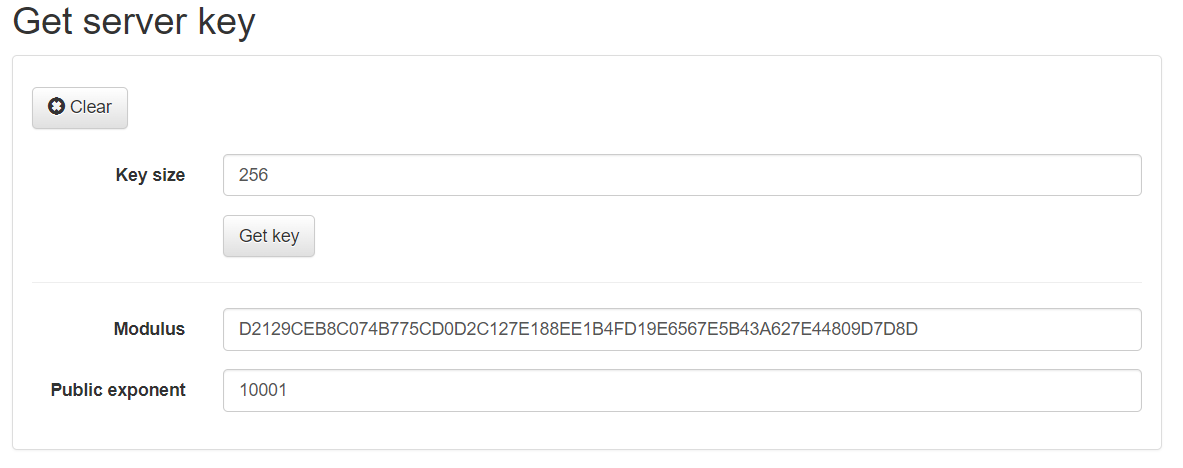 Get server key
Clear
Key size
256
Get key
Modulus
D2129CEB8C074B775CD0D2C127E188EE1B4FD19E6567E5B43A627E44809D7D8D
Public exponent
10001